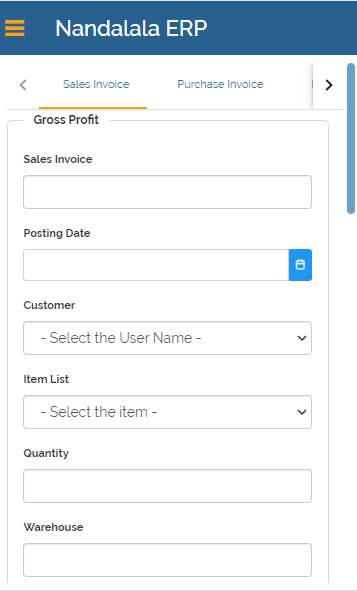 Nandalala ERP
Sales Invoice
Purchase Invoice
Gross Profit
Sales Invoice
Posting Date
Customer
- Select the User Name -
Item List
- Select the item -
Quantity
Warehouse